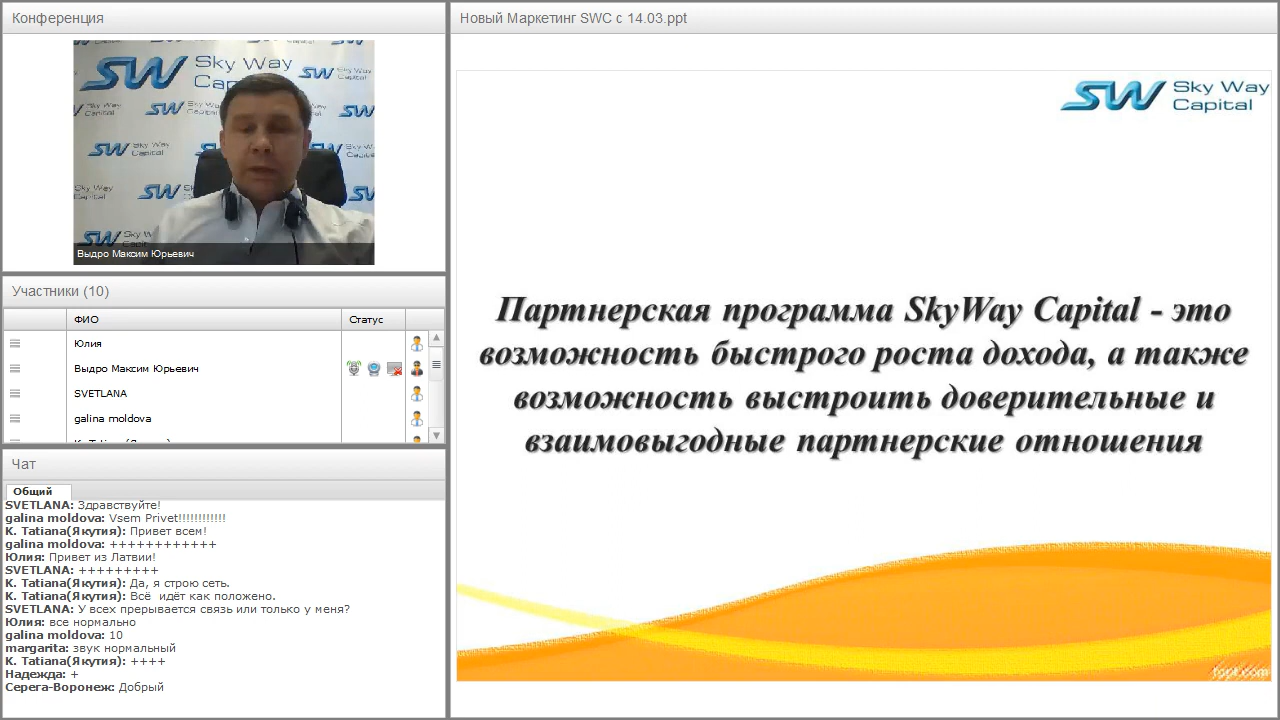 Конференция
Sky Way
Capital
Выдро Максим Юрьевич
Участники (10)
ФИО
Статус
Юлия
Выдро Максим Юрьевич
SVETLANA
galina moldova
Чат
Общий
SVETLANA: Здравствуйте!
galina moldova: Vsem Privet!!!!!!!!!!!!
K. Tatiana(Якутия): Привет всем!
galina moldova: ++++++++++++
Юлия: Привет из Латвии!
SVETLANA: +++++++++
K. Tatiana(Якутия): Да, я строю сеть.
K. Tatiana(Якутия): Всё идёт как положено.
SVETLANA: У всех прерывается связь или только у меня?
Юлия: все нормально
galina moldova: 10
margarita: звук нормальный
K. Tatiana(Якутия): ++++
Надежда: +
Серега-Воронеж: Добрый
Новый Маркетинг SWC с 14.03.ppt
SW Sky Way
Capital
Партнерская программа SkyWay Capital - это
возможность быстрого роста дохода, а также
возможность выстроить доверительные и
взаимовыгодные партнерские отношения